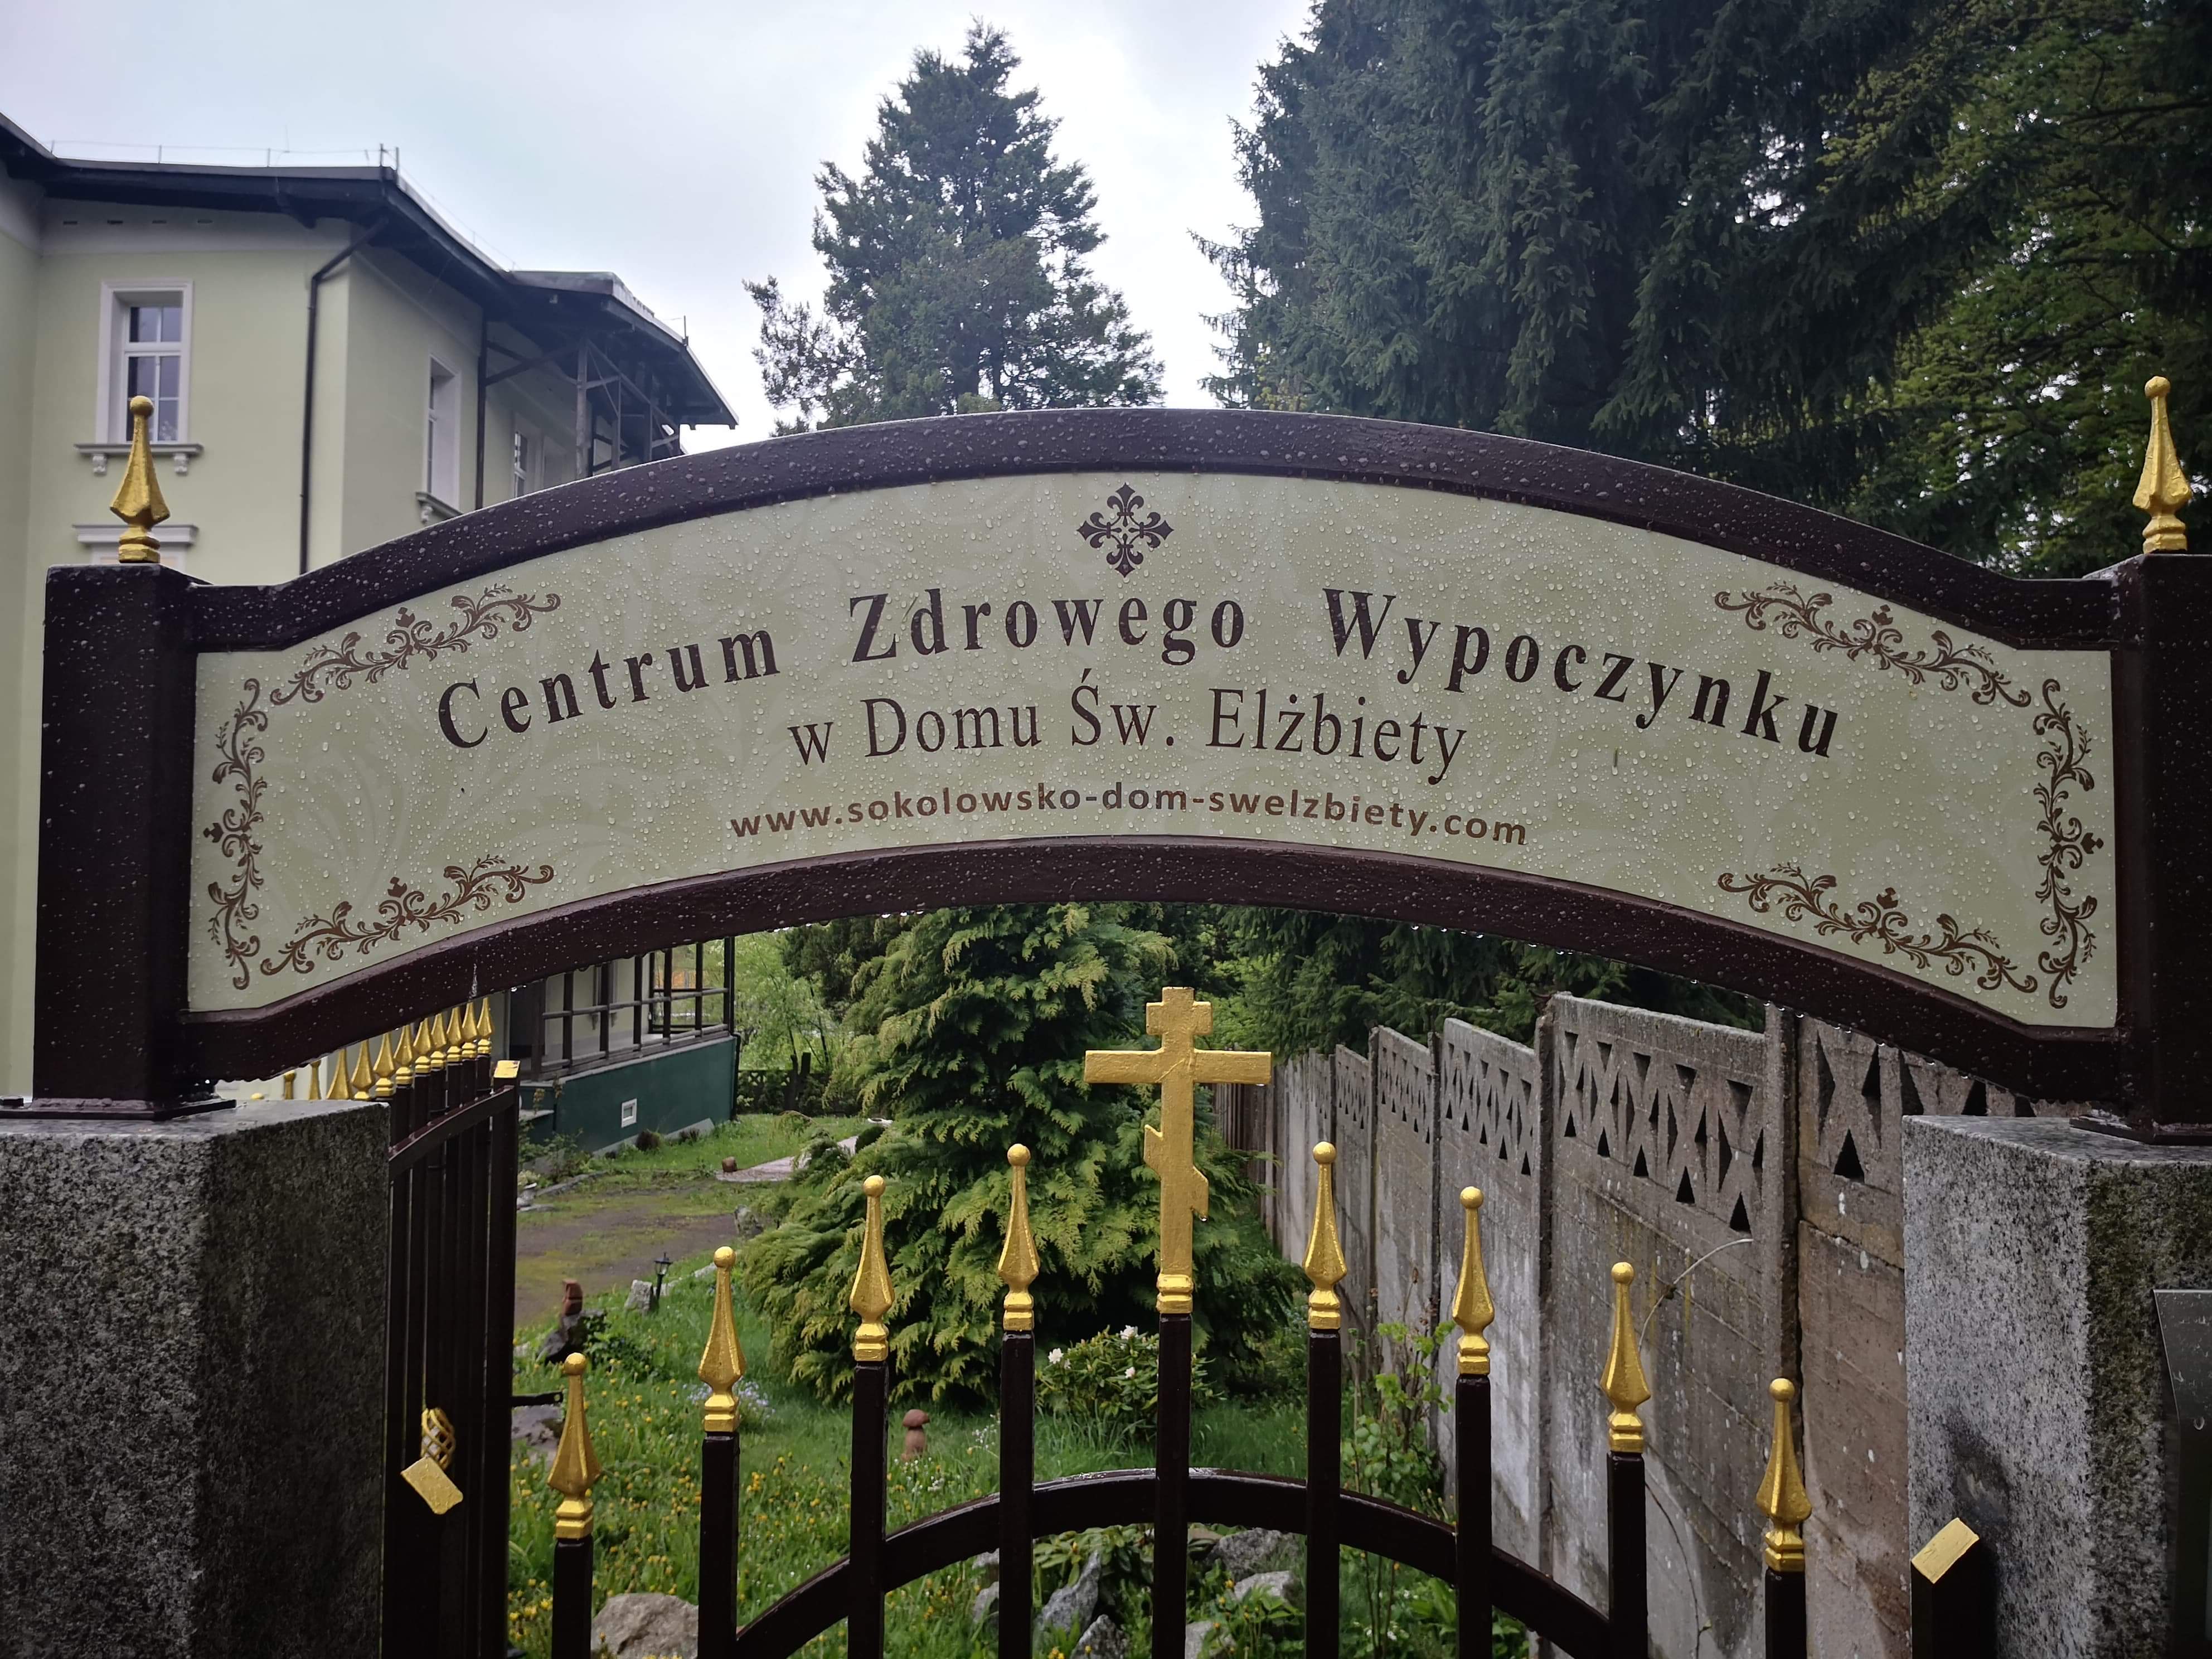 Centrum Zdrowego Wypoczynku
w Domu Św. Elżbiety
www.sokolowsko-dom-swelzbiety.com